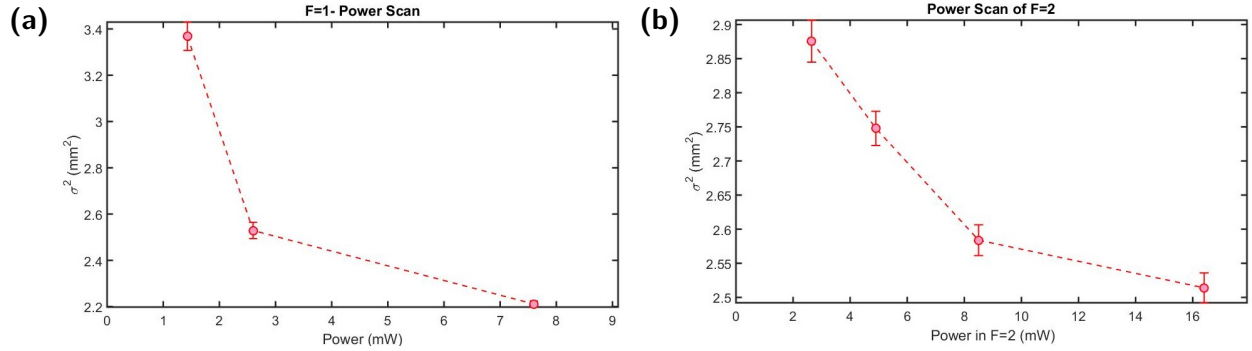 (a)
F=1- Power Scan
3.4
3.2
3
2.8
2.6
2.4
2.2
σ² (mm²)
0 1 2 3 4 5 6 7 8 9
Power (mW)
(b)
Power Scan of F=2
2.9
2.85
2.8
2.75
2.7
2.65
2.6
2.55
2.5
σ² (mm²)
0 2 4 6 8 10 12 14 16
Power in F=2 (mW)